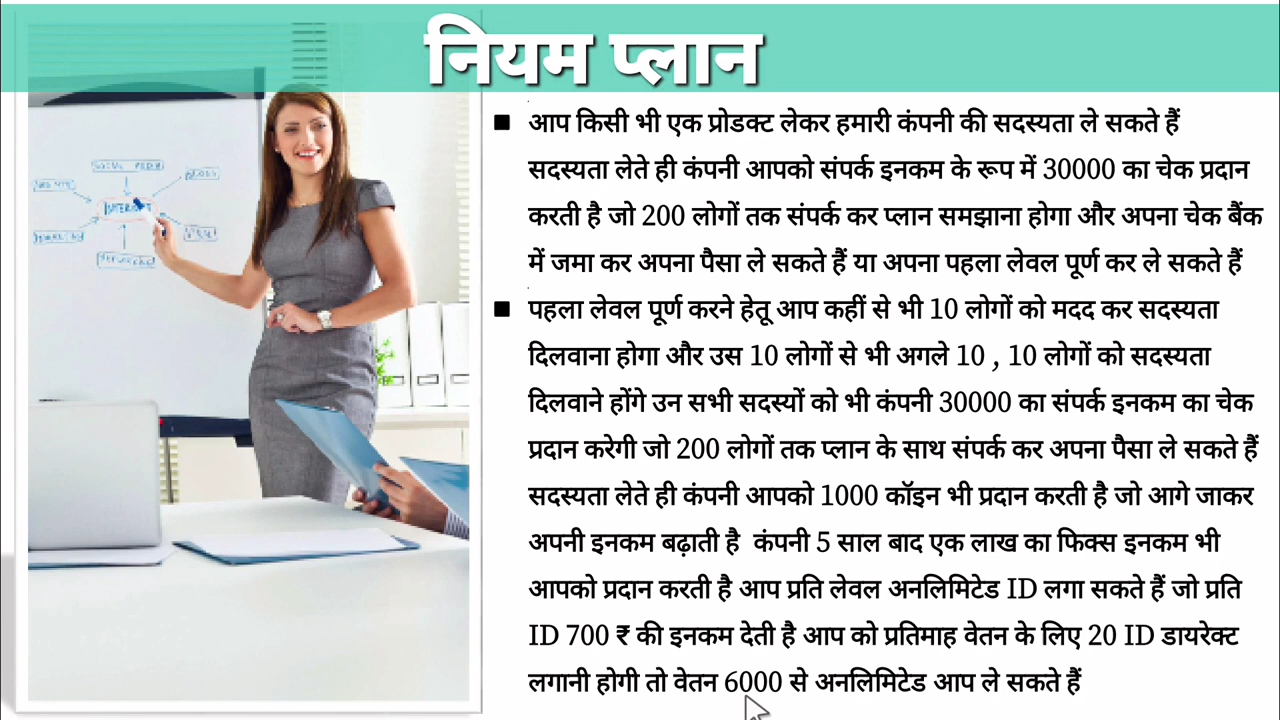 नियम प्लान
आप किसी भी एक प्रोडक्ट लेकर हमारी कंपनी की सदस्यता ले सकते हैं
सदस्यता लेते ही कंपनी आपको संपर्क इनकम के रूप में 30000 का चेक प्रदान
करती है जो 200 लोगों तक संपर्क कर प्लान समझाना होगा और अपना चेक बैंक
में जमा कर अपना पैसा ले सकते हैं या अपना पहला लेवल पूर्ण कर ले सकते हैं
पहला लेवल पूर्ण करने हेतू आप कहीं से भी 10 लोगों को मदद कर सदस्यता
दिलवाना होगा और उस 10 लोगों से भी अगले 10 , 10 लोगों को सदस्यता
दिलवाने होंगे उन सभी सदस्यों को भी कंपनी 30000 का संपर्क इनकम का चेक
प्रदान करेगी जो 200 लोगों तक प्लान के साथ संपर्क कर अपना पैसा ले सकते हैं
सदस्यता लेते ही कंपनी आपको 1000 कॉइन भी प्रदान करती है जो आगे जाकर
अपनी इनकम बढ़ाती है कंपनी 5 साल बाद एक लाख का फिक्स इनकम भी
आपको प्रदान करती है आप प्रति लेवल अनलिमिटेड ID लगा सकते हैं जो प्रति
ID 700 ₹ की इनकम देती है आप को प्रतिमाह वेतन के लिए 20 ID डायरेक्ट
लगानी होगी तो वेतन 6000 से अनलिमिटेड आप ले सकते हैं
SOCIAL MEDIA
BLOGS
INTERNET